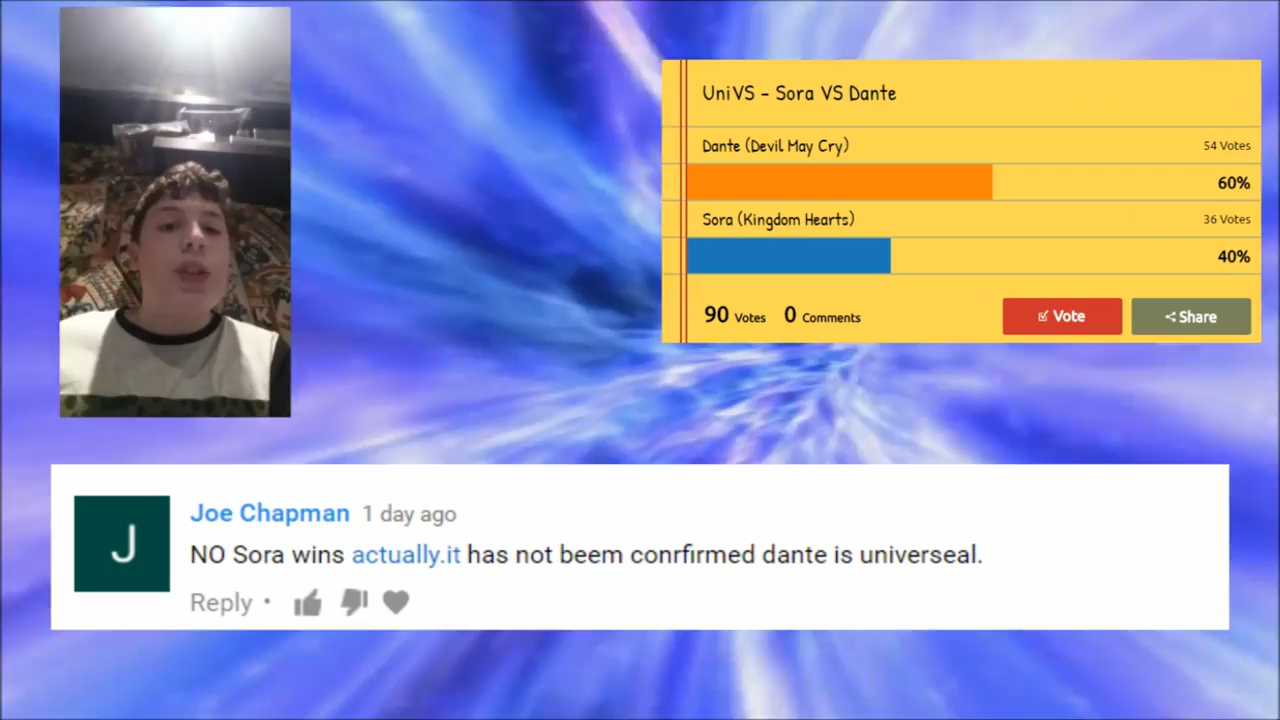 UniVS - Sora VS Dante
Dante (Devil May Cry) 54 Votes
60%
Sora (Kingdom Hearts) 36 Votes
40%
90 Votes 0 Comments Vote Share
J
Joe Chapman 1 day ago
NO Sora wins actually.it has not beem conrfirmed dante is universeal.
Reply •